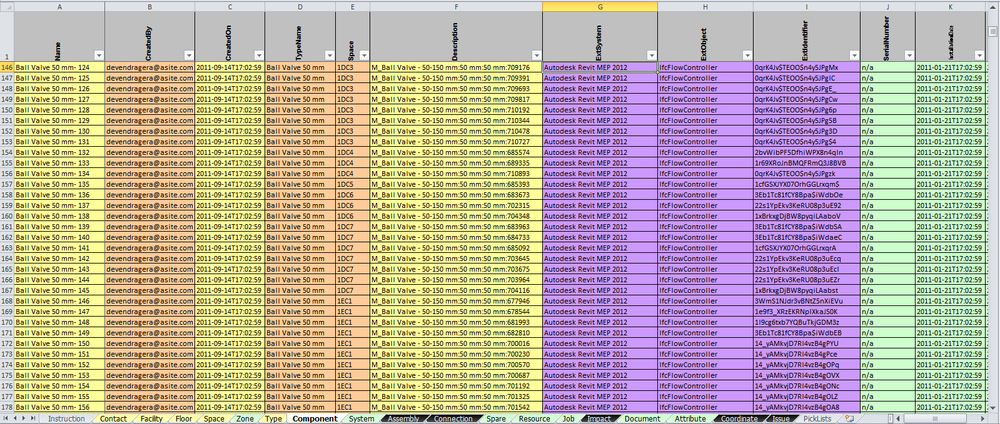 A B C D E F G H I J K
1 Name CreatedBy CreatedOn TypeName Space Description ExtSystem ExtObject ExtIdentifier SerialNumber InstallationDate
146 Ball Valve 50 mm- 124 devendragera@asite.com 2011-09-14T17:02:59 Ball Valve 50 mm 1DC3 M_Ball Valve - 50-150 mm:50 mm:50 mm:709176 Autodesk Revit MEP 2012 IfcFlowController 0qrK4Jv$TEOO$n4y5JPgMx n/a 2011-01-21T17:02:59
147 Ball Valve 50 mm- 125 devendragera@asite.com 2011-09-14T17:02:59 Ball Valve 50 mm 1DC3 M_Ball Valve - 50-150 mm:50 mm:50 mm:709391 Autodesk Revit MEP 2012 IfcFlowController 0qrK4Jv$TEOO$n4y5JPgIC n/a 2011-01-21T17:02:59
148 Ball Valve 50 mm- 126 devendragera@asite.com 2011-09-14T17:02:59 Ball Valve 50 mm 1DC3 M_Ball Valve - 50-150 mm:50 mm:50 mm:709693 Autodesk Revit MEP 2012 IfcFlowController 0qrK4Jv$TEOO$n4y5JPgE_ n/a 2011-01-21T17:02:59
149 Ball Valve 50 mm- 127 devendragera@asite.com 2011-09-14T17:02:59 Ball Valve 50 mm 1DC3 M_Ball Valve - 50-150 mm:50 mm:50 mm:709817 Autodesk Revit MEP 2012 IfcFlowController 0qrK4Jv$TEOO$n4y5JPgCw n/a 2011-01-21T17:02:59
150 Ball Valve 50 mm- 128 devendragera@asite.com 2011-09-14T17:02:59 Ball Valve 50 mm 1DC3 M_Ball Valve - 50-150 mm:50 mm:50 mm:710192 Autodesk Revit MEP 2012 IfcFlowController 0qrK4Jv$TEOO$n4y5JPg6p n/a 2011-01-21T17:02:59
151 Ball Valve 50 mm- 129 devendragera@asite.com 2011-09-14T17:02:59 Ball Valve 50 mm 1DC3 M_Ball Valve - 50-150 mm:50 mm:50 mm:710344 Autodesk Revit MEP 2012 IfcFlowController 0qrK4Jv$TEOO$n4y5JPg5B n/a 2011-01-21T17:02:59
152 Ball Valve 50 mm- 130 devendragera@asite.com 2011-09-14T17:02:59 Ball Valve 50 mm 1DC3 M_Ball Valve - 50-150 mm:50 mm:50 mm:710478 Autodesk Revit MEP 2012 IfcFlowController 0qrK4Jv$TEOO$n4y5JPg3D n/a 2011-01-21T17:02:59
153 Ball Valve 50 mm- 131 devendragera@asite.com 2011-09-14T17:02:59 Ball Valve 50 mm 1DC3 M_Ball Valve - 50-150 mm:50 mm:50 mm:710727 Autodesk Revit MEP 2012 IfcFlowController 0qrK4Jv$TEOO$n4y5JPg$4 n/a 2011-01-21T17:02:59
154 Ball Valve 50 mm- 132 devendragera@asite.com 2011-09-14T17:02:59 Ball Valve 50 mm 1DC4 M_Ball Valve - 50-150 mm:50 mm:50 mm:685574 Autodesk Revit MEP 2012 IfcFlowController 2bvWibPF5DfhiWPX8n4qIn n/a 2011-01-21T17:02:59
155 Ball Valve 50 mm- 133 devendragera@asite.com 2011-09-14T17:02:59 Ball Valve 50 mm 1DC4 M_Ball Valve - 50-150 mm:50 mm:50 mm:689335 Autodesk Revit MEP 2012 IfcFlowController 1r69XRoJnBMQFRmQ3J8BVB n/a 2011-01-21T17:02:59
156 Ball Valve 50 mm- 134 devendragera@asite.com 2011-09-14T17:02:59 Ball Valve 50 mm 1DC4 M_Ball Valve - 50-150 mm:50 mm:50 mm:710893 Autodesk Revit MEP 2012 IfcFlowController 0qrK4Jv$TEOO$n4y5JPgzk n/a 2011-01-21T17:02:59
157 Ball Valve 50 mm- 135 devendragera@asite.com 2011-09-14T17:02:59 Ball Valve 50 mm 1DC5 M_Ball Valve - 50-150 mm:50 mm:50 mm:685393 Autodesk Revit MEP 2012 IfcFlowController 1cfGSXJYX07OrhGGLrxqm$ n/a 2011-01-21T17:02:59
158 Ball Valve 50 mm- 136 devendragera@asite.com 2011-09-14T17:02:59 Ball Valve 50 mm 1DC6 M_Ball Valve - 50-150 mm:50 mm:50 mm:683673 Autodesk Revit MEP 2012 IfcFlowController 3Eb1Tc81fCY8Bpa$iWdbOe n/a 2011-01-21T17:02:59
159 Ball Valve 50 mm- 137 devendragera@asite.com 2011-09-14T17:02:59 Ball Valve 50 mm 1DC6 M_Ball Valve - 50-150 mm:50 mm:50 mm:702315 Autodesk Revit MEP 2012 IfcFlowController 22s1YpEkv3KeRU08p3uE92 n/a 2011-01-21T17:02:59
160 Ball Valve 50 mm- 138 devendragera@asite.com 2011-09-14T17:02:59 Ball Valve 50 mm 1DC6 M_Ball Valve - 50-150 mm:50 mm:50 mm:704348 Autodesk Revit MEP 2012 IfcFlowController 1xBrkxgDjBW8pyqiLAaboV n/a 2011-01-21T17:02:59
161 Ball Valve 50 mm- 139 devendragera@asite.com 2011-09-14T17:02:59 Ball Valve 50 mm 1DC7 M_Ball Valve - 50-150 mm:50 mm:50 mm:683963 Autodesk Revit MEP 2012 IfcFlowController 3Eb1Tc81fCY8Bpa$iWdbSA n/a 2011-01-21T17:02:59
162 Ball Valve 50 mm- 140 devendragera@asite.com 2011-09-14T17:02:59 Ball Valve 50 mm 1DC7 M_Ball Valve - 50-150 mm:50 mm:50 mm:684733 Autodesk Revit MEP 2012 IfcFlowController 3Eb1Tc81fCY8Bpa$iWdaeC n/a 2011-01-21T17:02:59
163 Ball Valve 50 mm- 141 devendragera@asite.com 2011-09-14T17:02:59 Ball Valve 50 mm 1DC7 M_Ball Valve - 50-150 mm:50 mm:50 mm:685092 Autodesk Revit MEP 2012 IfcFlowController 1cfGSXJYX07OrhGGLrxqrA n/a 2011-01-21T17:02:59
164 Ball Valve 50 mm- 142 devendragera@asite.com 2011-09-14T17:02:59 Ball Valve 50 mm 1DC7 M_Ball Valve - 50-150 mm:50 mm:50 mm:703645 Autodesk Revit MEP 2012 IfcFlowController 22s1YpEkv3KeRU08p3uEcq n/a 2011-01-21T17:02:59
165 Ball Valve 50 mm- 143 devendragera@asite.com 2011-09-14T17:02:59 Ball Valve 50 mm 1DC7 M_Ball Valve - 50-150 mm:50 mm:50 mm:703675 Autodesk Revit MEP 2012 IfcFlowController 22s1YpEkv3KeRU08p3uEcI n/a 2011-01-21T17:02:59
166 Ball Valve 50 mm- 144 devendragera@asite.com 2011-09-14T17:02:59 Ball Valve 50 mm 1DC7 M_Ball Valve - 50-150 mm:50 mm:50 mm:703964 Autodesk Revit MEP 2012 IfcFlowController 22s1YpEkv3KeRU08p3uEZr n/a 2011-01-21T17:02:59
167 Ball Valve 50 mm- 145 devendragera@asite.com 2011-09-14T17:02:59 Ball Valve 50 mm 1DC7 M_Ball Valve - 50-150 mm:50 mm:50 mm:704116 Autodesk Revit MEP 2012 IfcFlowController 1xBrkxgDjBW8pyqiLAabst n/a 2011-01-21T17:02:59
168 Ball Valve 50 mm- 146 devendragera@asite.com 2011-09-14T17:02:59 Ball Valve 50 mm 1EC1 M_Ball Valve - 50-150 mm:50 mm:50 mm:677946 Autodesk Revit MEP 2012 IfcFlowController 3WmS1NJdr3vBNtZ5nXiEVu n/a 2011-01-21T17:02:59
169 Ball Valve 50 mm- 147 devendragera@asite.com 2011-09-14T17:02:59 Ball Valve 50 mm 1EC1 M_Ball Valve - 50-150 mm:50 mm:50 mm:678544 Autodesk Revit MEP 2012 IfcFlowController 1e9f3_XRzEKRNpIXkaJS0K n/a 2011-01-21T17:02:59
170 Ball Valve 50 mm- 148 devendragera@asite.com 2011-09-14T17:02:59 Ball Valve 50 mm 1EC1 M_Ball Valve - 50-150 mm:50 mm:50 mm:681993 Autodesk Revit MEP 2012 IfcFlowController 1I9cg6txb7YQBuTkjGDM3z n/a 2011-01-21T17:02:59
171 Ball Valve 50 mm- 149 devendragera@asite.com 2011-09-14T17:02:59 Ball Valve 50 mm 1EC1 M_Ball Valve - 50-150 mm:50 mm:50 mm:682810 Autodesk Revit MEP 2012 IfcFlowController 3Eb1Tc81fCY8Bpa$iWdbEB n/a 2011-01-21T17:02:59
172 Ball Valve 50 mm- 150 devendragera@asite.com 2011-09-14T17:02:59 Ball Valve 50 mm 1EC1 M_Ball Valve - 50-150 mm:50 mm:50 mm:700016 Autodesk Revit MEP 2012 IfcFlowController 14_yAMkvjD7RI4vzB4gPYU n/a 2011-01-21T17:02:59
173 Ball Valve 50 mm- 151 devendragera@asite.com 2011-09-14T17:02:59 Ball Valve 50 mm 1EC1 M_Ball Valve - 50-150 mm:50 mm:50 mm:700230 Autodesk Revit MEP 2012 IfcFlowController 14_yAMkvjD7RI4vzB4gPce n/a 2011-01-21T17:02:59
174 Ball Valve 50 mm- 152 devendragera@asite.com 2011-09-14T17:02:59 Ball Valve 50 mm 1EC1 M_Ball Valve - 50-150 mm:50 mm:50 mm:700570 Autodesk Revit MEP 2012 IfcFlowController 14_yAMkvjD7RI4vzB4gOPq n/a 2011-01-21T17:02:59
175 Ball Valve 50 mm- 153 devendragera@asite.com 2011-09-14T17:02:59 Ball Valve 50 mm 1EC1 M_Ball Valve - 50-150 mm:50 mm:50 mm:700687 Autodesk Revit MEP 2012 IfcFlowController 14_yAMkvjD7RI4vzB4gOVX n/a 2011-01-21T17:02:59
176 Ball Valve 50 mm- 154 devendragera@asite.com 2011-09-14T17:02:59 Ball Valve 50 mm 1EC1 M_Ball Valve - 50-150 mm:50 mm:50 mm:701192 Autodesk Revit MEP 2012 IfcFlowController 14_yAMkvjD7RI4vzB4gONc n/a 2011-01-21T17:02:59
177 Ball Valve 50 mm- 155 devendragera@asite.com 2011-09-14T17:02:59 Ball Valve 50 mm 1EC1 M_Ball Valve - 50-150 mm:50 mm:50 mm:701325 Autodesk Revit MEP 2012 IfcFlowController 14_yAMkvjD7RI4vzB4gOLZ n/a 2011-01-21T17:02:59
178 Ball Valve 50 mm- 156 devendragera@asite.com 2011-09-14T17:02:59 Ball Valve 50 mm 1EC1 M_Ball Valve - 50-150 mm:50 mm:50 mm:701542 Autodesk Revit MEP 2012 IfcFlowController 14_yAMkvjD7RI4vzB4gOA8 n/a 2011-01-21T17:02:59
Instruction Contact Facility Floor Space Zone Type Component System Assembly Connection Spare Resource Job Impact Document Attribute Coordinate Issue PickLists